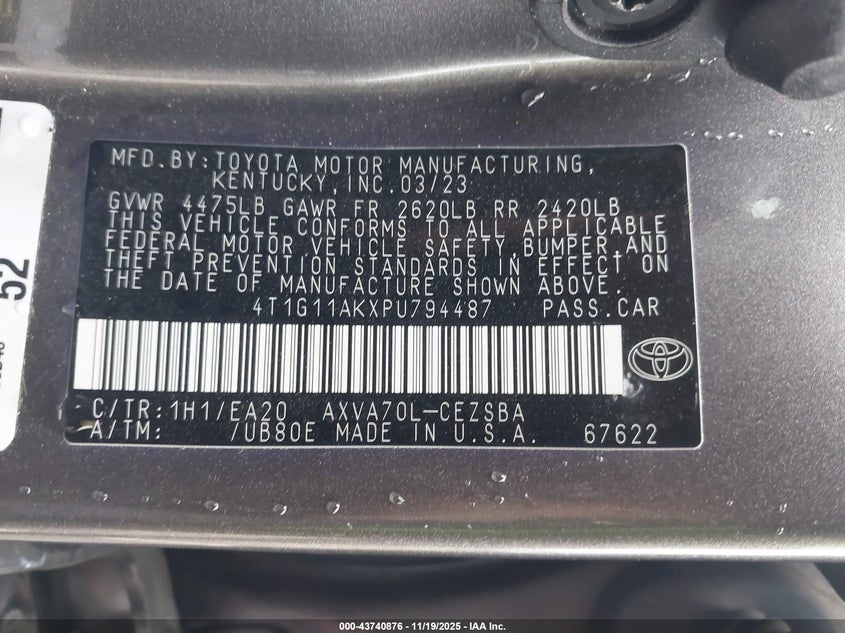 MFD.BY:TOYOTA MOTOR MANUFACTURING,
KENTUCKY,INC.03/23
GVWR 4475LB GAWR FR 2620LB RR 2420LB
THIS VEHICLE CONFORMS TO ALL APPLICABLE
FEDERAL MOTOR VEHICLE SAFETY,BUMPER,AND
THEFT PREVENTION STANDARDS IN EFFECT ON
THE DATE OF MANUFACTURE SHOWN ABOVE.
4T1G11AKXPU794487 PASS.CAR
C/TR:1H1/EA20 AXVA70L-CEZSBA
A/TM: /UB80E MADE IN U.S.A. 67622
52
000-43740876 - 11/19/2025 - IAA Inc.